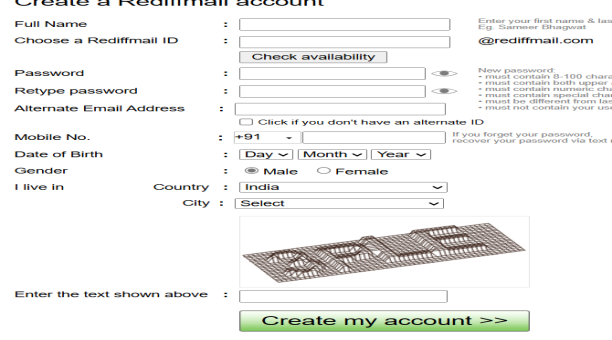 Create a Rediffmail account
Full Name : Enter your first name & las
Eg. Sameer Bhagwat
Choose a Rediffmail ID : @rediffmail.com
Check availability
Password : New password:
- must contain 8-100 chara
- must contain both upper
- must contain numeric cha
- must contain special char
- must be different from las
- must not contain your use
Retype password :
Alternate Email Address :
Click if you don't have an alternate ID
Mobile No. : +91 If you forget your password,
recover your password via text
Date of Birth : Day Month Year
Gender : Male Female
I live in Country : India
City : Select
Enter the text shown above :
Create my account >>